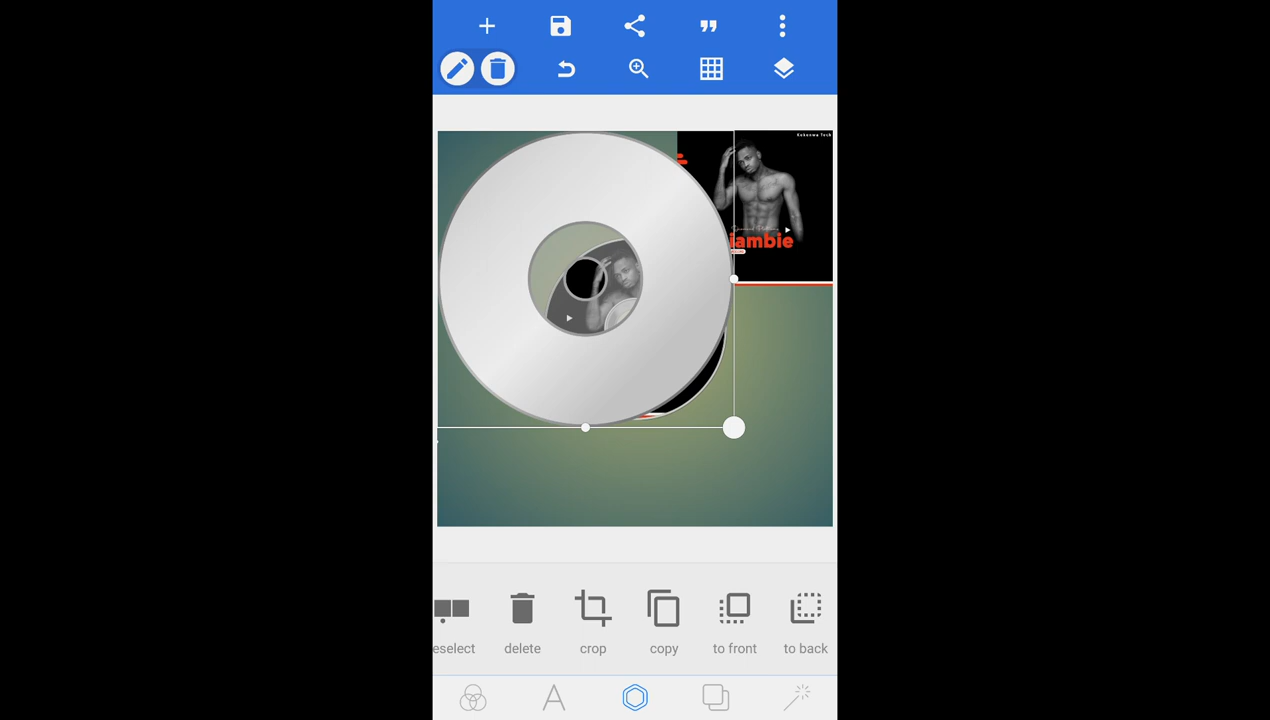 iambie
eselect
delete
crop
copy
to front
to back